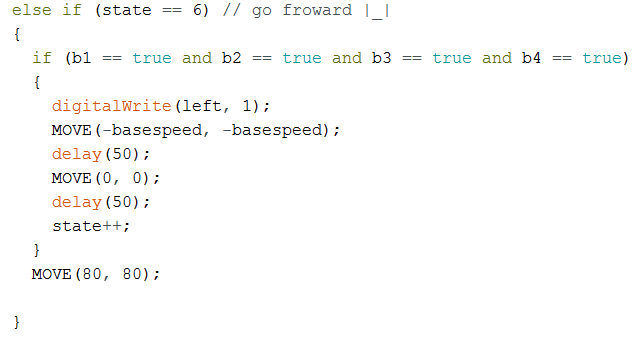 else if (state == 6) // go froward |_|
{
if (b1 == true and b2 == true and b3 == true and b4 == true)
{
digitalWrite(left, 1);
MOVE(-basespeed, -basespeed);
delay(50);
MOVE(0, 0);
delay(50);
state++;
}
MOVE(80, 80);
}